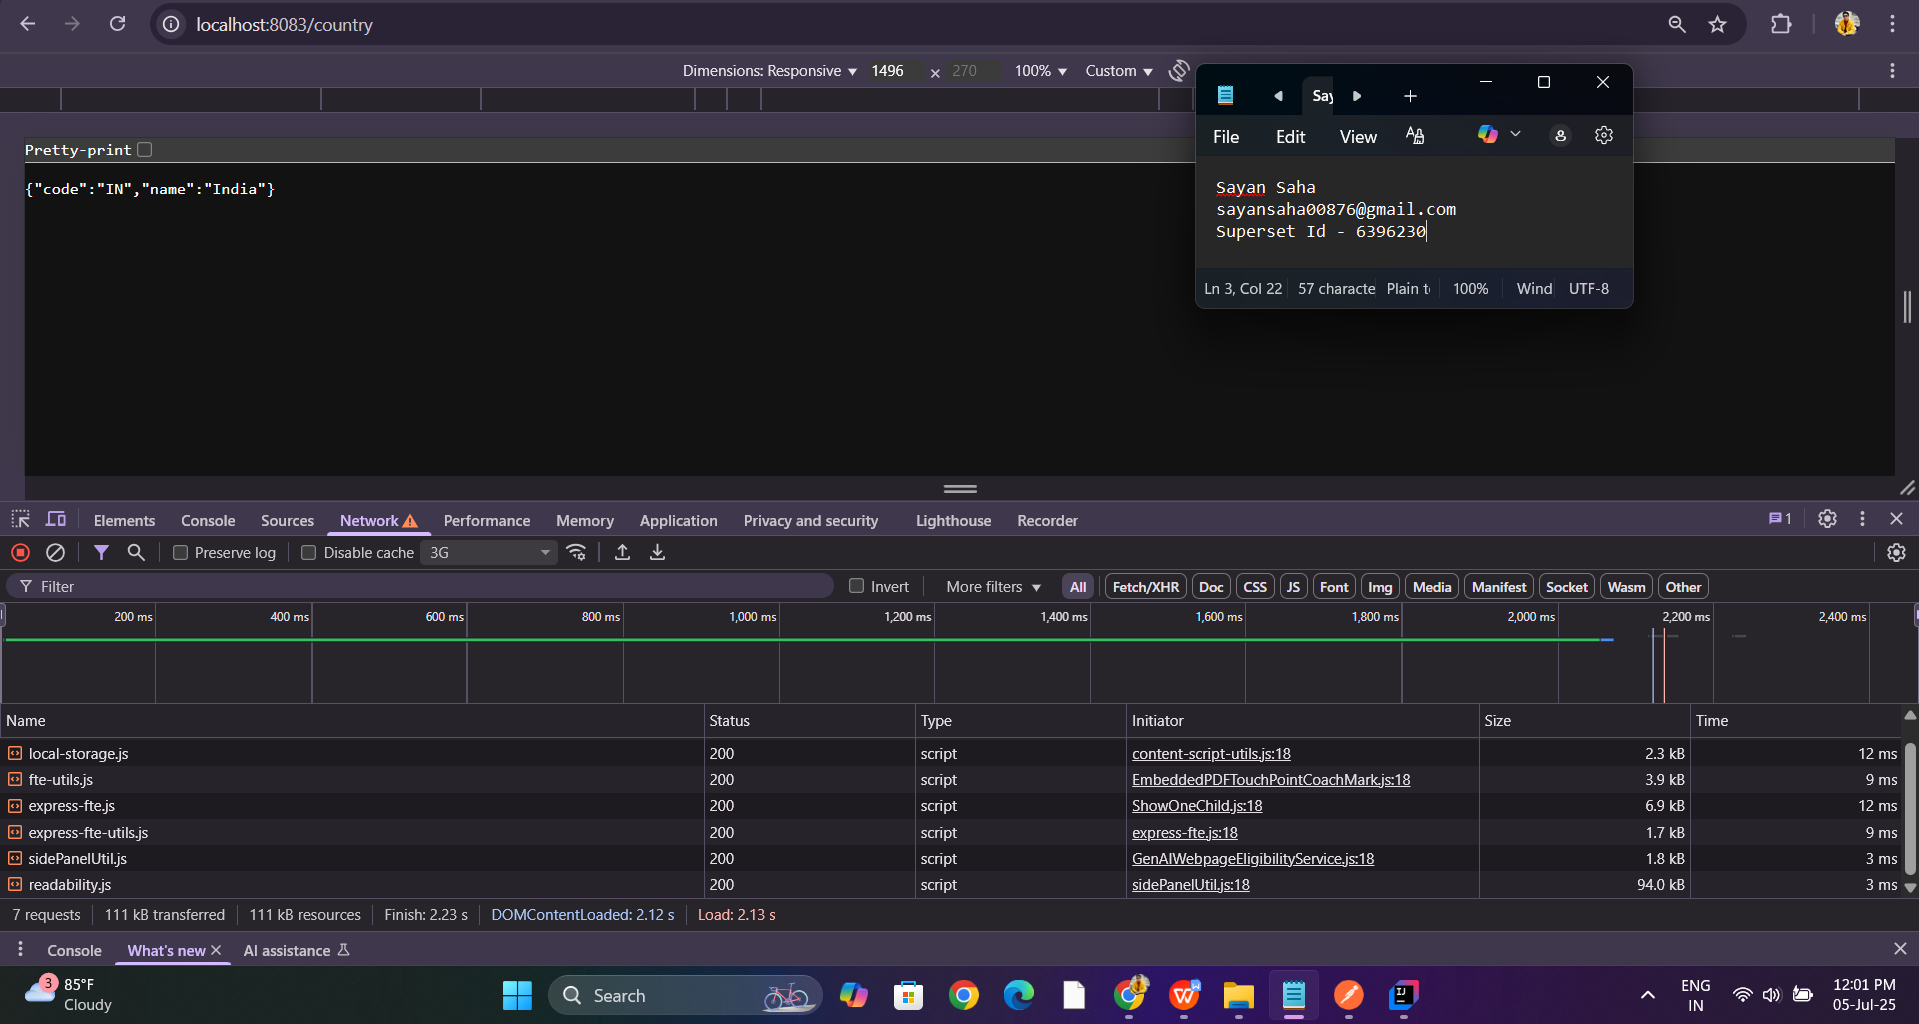 localhost:8083/country
Dimensions: Responsive 1496 × 270 100% Custom
Say
File Edit View
Pretty-print
{"code":"IN","name":"India"}
Sayan Saha
sayansaha00876@gmail.com
Superset Id - 6396230
Ln 3, Col 22 57 characte Plain t 100% Wind UTF-8
Elements Console Sources Network Performance Memory Application Privacy and security Lighthouse Recorder 1
Preserve log Disable cache 3G
Filter Invert More filters All Fetch/XHR Doc CSS JS Font Img Media Manifest Socket Wasm Other
200 ms 400 ms 600 ms 800 ms 1,000 ms 1,200 ms 1,400 ms 1,600 ms 1,800 ms 2,000 ms 2,200 ms 2,400 ms
Name Status Type Initiator Size Time
local-storage.js 200 script content-script-utils.js:18 2.3 kB 12 ms
fte-utils.js 200 script EmbeddedPDFTouchPointCoachMark.js:18 3.9 kB 9 ms
express-fte.js 200 script ShowOneChild.js:18 6.9 kB 12 ms
express-fte-utils.js 200 script express-fte.js:18 1.7 kB 9 ms
sidePanelUtil.js 200 script GenAIWebpageEligibilityService.js:18 1.8 kB 3 ms
readability.js 200 script sidePanelUtil.js:18 94.0 kB 3 ms
7 requests 111 kB transferred 111 kB resources Finish: 2.23 s DOMContentLoaded: 2.12 s Load: 2.13 s
Console What's new AI assistance
3 85°F
Cloudy
Search
ENG
IN
12:01 PM
05-Jul-25